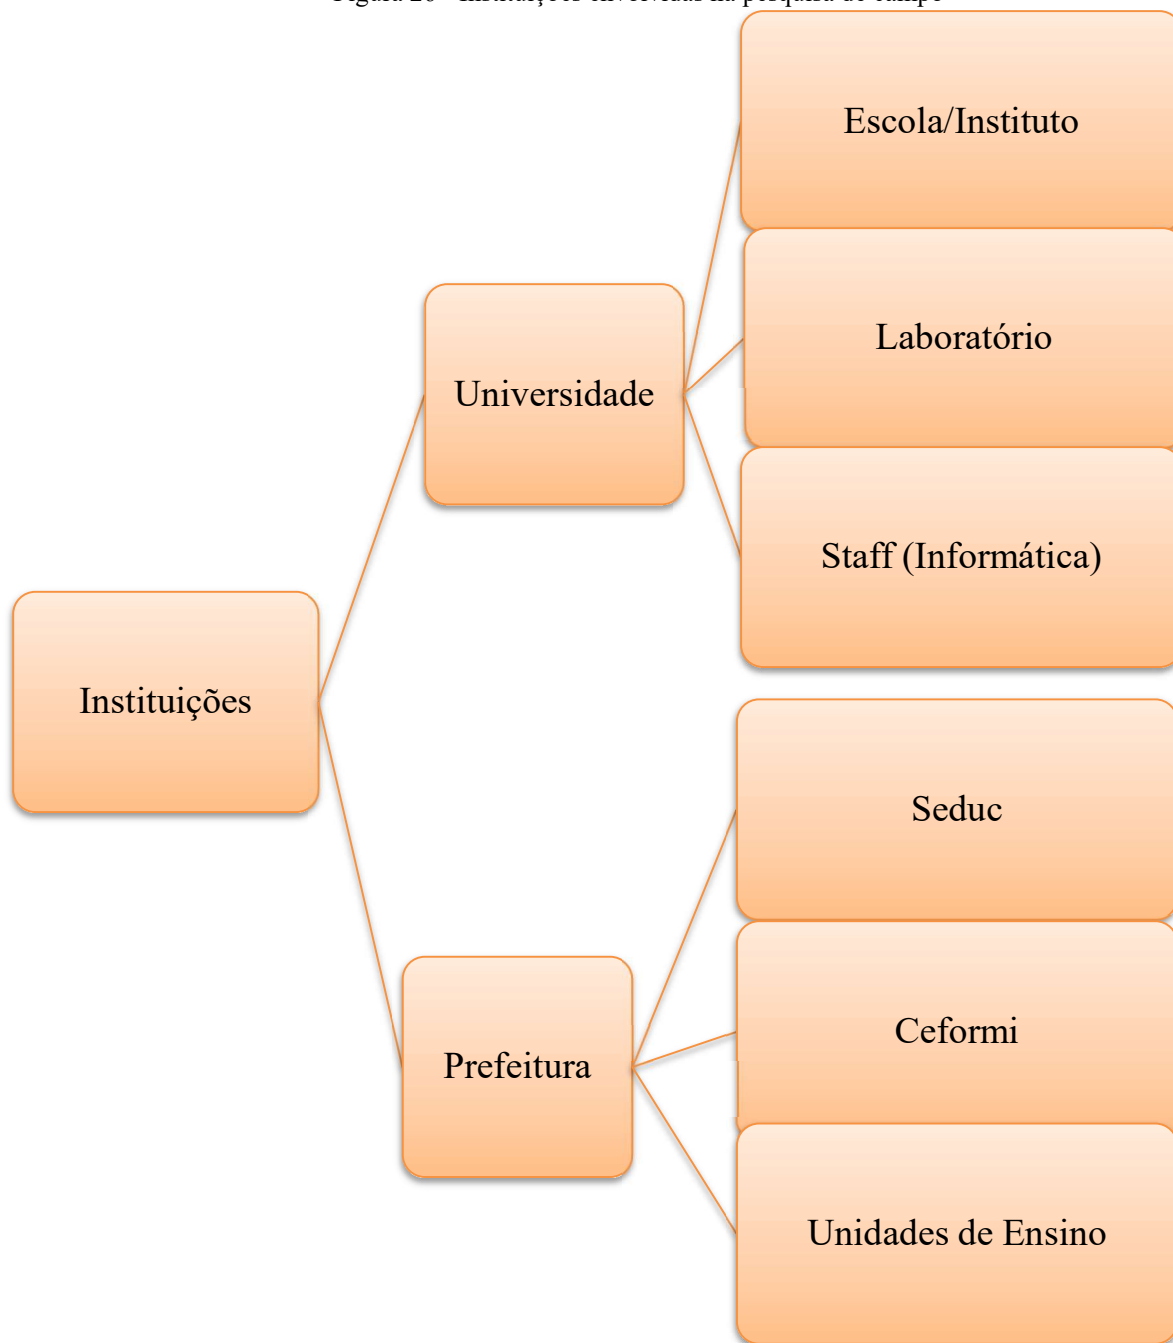 Escola/Instituto
Laboratório
Universidade
Staff (Informática)
Instituições
Seduc
Ceformi
Prefeitura
Unidades de Ensino